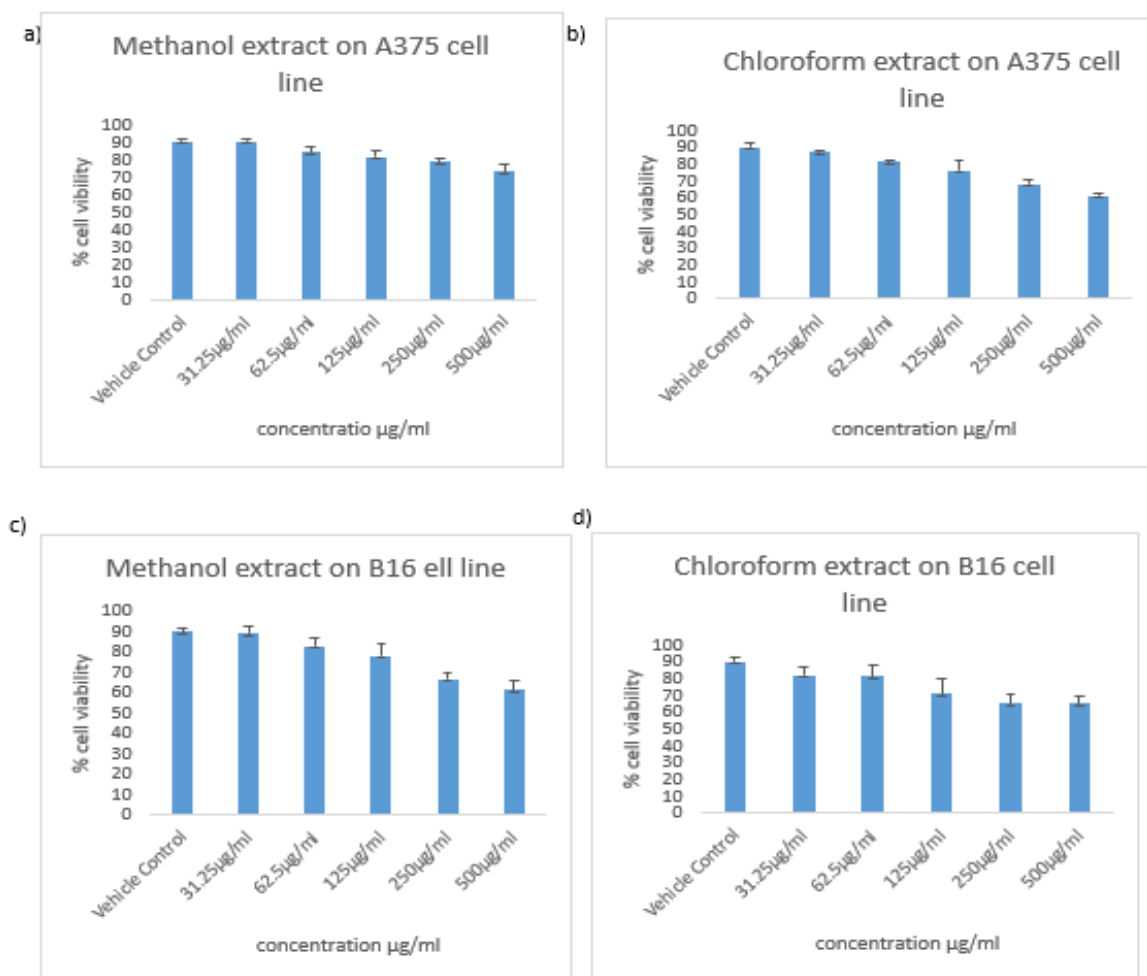 a)
Methanol extract on A375 cell
line
% cell vibility
100
90
80
70
60
50
40
30
20
10
0
Vehicle Control
31.25µg/ml
62.5µg/ml
125µg/ml
250µg/ml
500µg/ml
concentratio µg/ml
b)
Chloroform extract on A375 cell
line
% cell viability
100
90
80
70
60
50
40
30
20
10
0
Vehicle Control
31.25µg/ml
62.5µg/ml
125µg/ml
250µg/ml
500µg/ml
concentration µg/ml
c)
Methanol extract on B16 ell line
% cell viability
100
90
80
70
60
50
40
30
20
10
0
Vehicle Control
31.25µg/ml
62.5µg/ml
125µg/ml
250µg/ml
500µg/ml
concentration µg/ml
d)
Chloroform extract on B16 cell
line
% cell viability
100
90
80
70
60
50
40
30
20
10
0
Vehicle Control
31.25µg/ml
62.5µg/ml
125µg/ml
250µg/ml
500µg/ml
concentration µg/ml